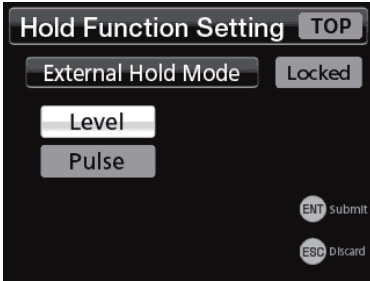 Hold Function Setting TOP
External Hold Mode Locked
Level
Pulse
ENT Submit
ESC Discard